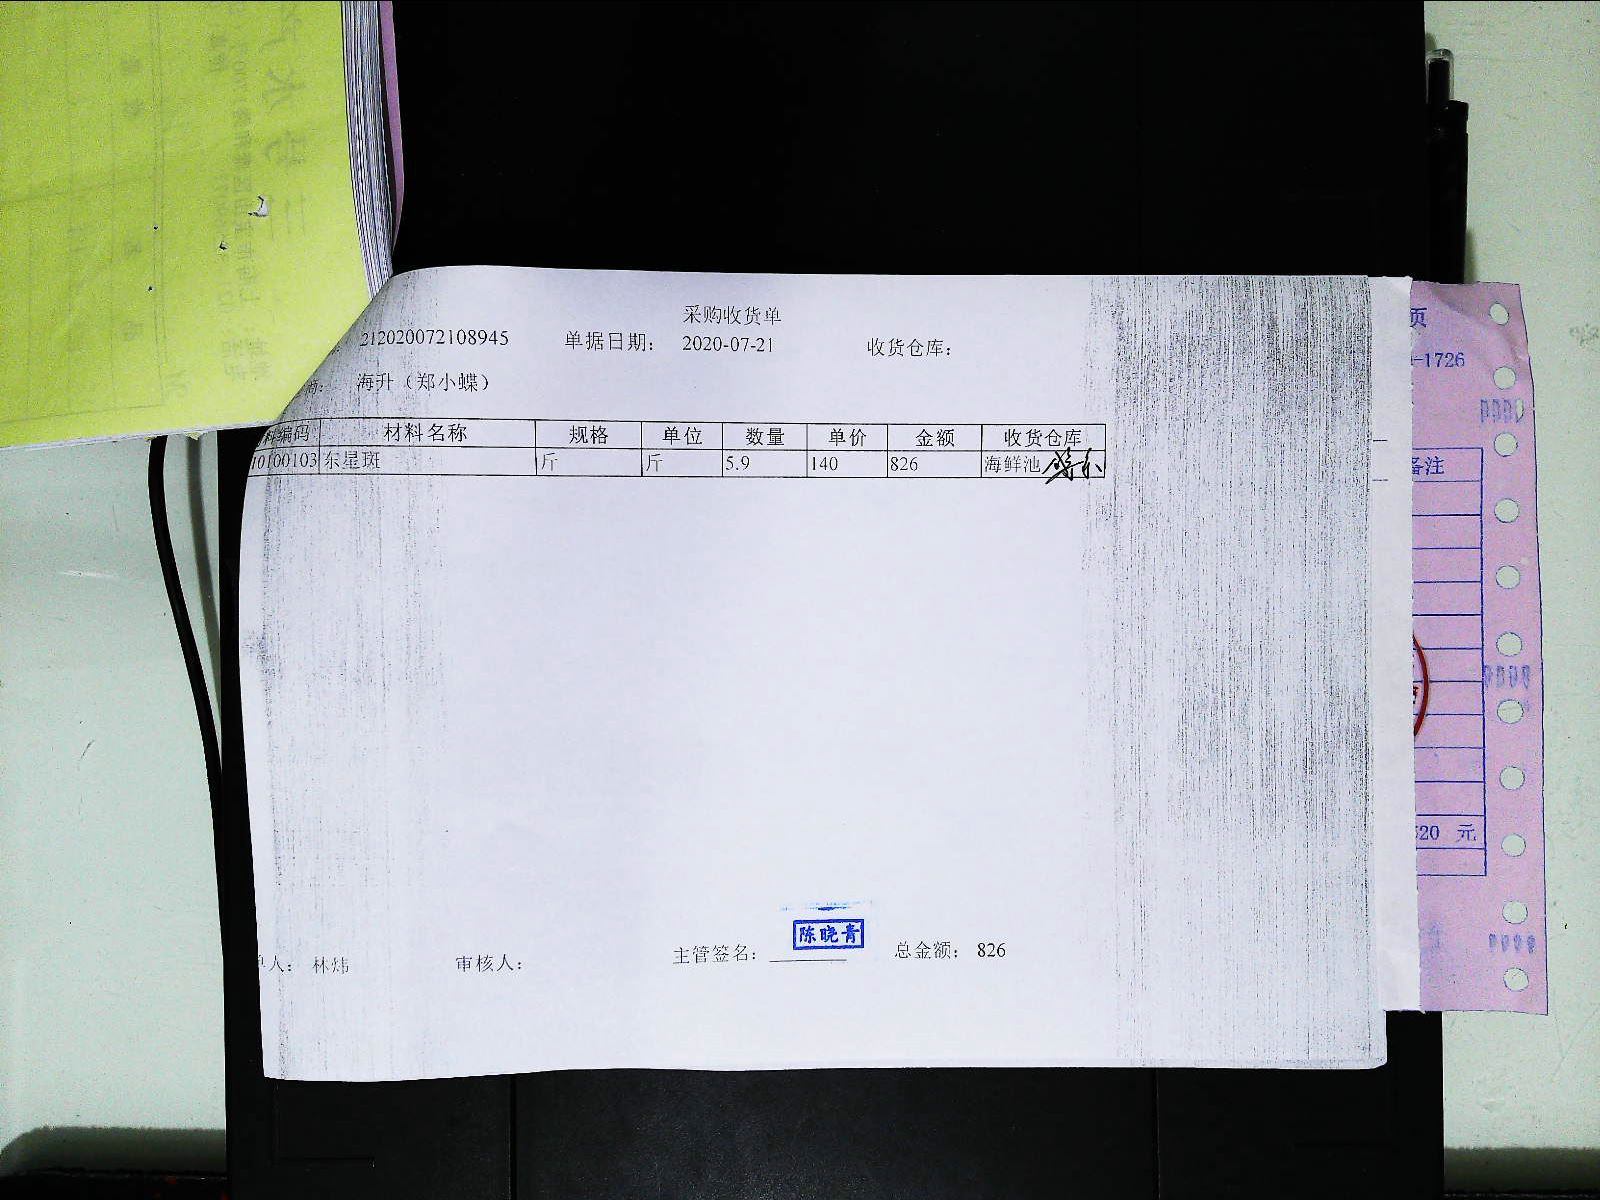 采购收货单
212020072108945 单据日期: 2020-07-21 收货仓库:
商: 海升（郑小蝶）
料编码 材料名称 规格 单位 数量 单价 金额 收货仓库
10100103 东星斑 斤 斤 5.9 140 826 海鲜池
人: 林炜 审核人: 主管签名: 陈晓青 总金额: 826
页
-1726
备注
520 元